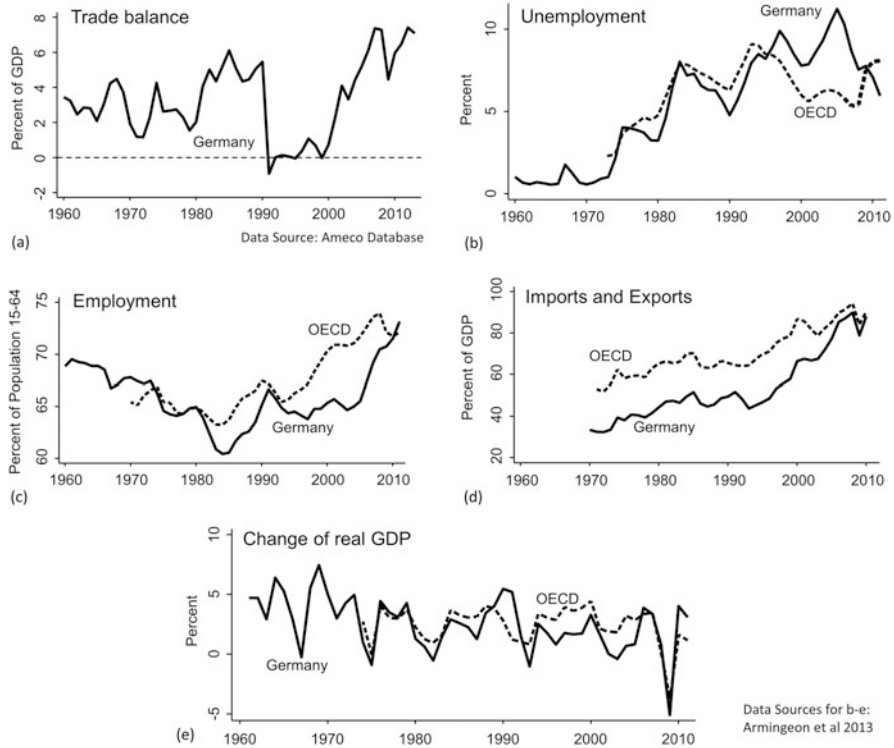 Trade balance
Percent of GDP
8
6
4
2
0
-2
Germany
1960 1970 1980 1990 2000 2010
(a)
Data Source: Ameco Database
Unemployment
Percent
10
5
0
Germany
OECD
1960 1970 1980 1990 2000 2010
(b)
Employment
Percent of Population 15-64
75
70
65
60
OECD
Germany
1960 1970 1980 1990 2000 2010
(c)
Imports and Exports
Percent of GDP
100
80
60
40
20
OECD
Germany
1960 1970 1980 1990 2000 2010
(d)
Change of real GDP
Percent
10
5
0
-5
OECD
Germany
1960 1970 1980 1990 2000 2010
(e)
Data Sources for b-e:
Armingeon et al 2013